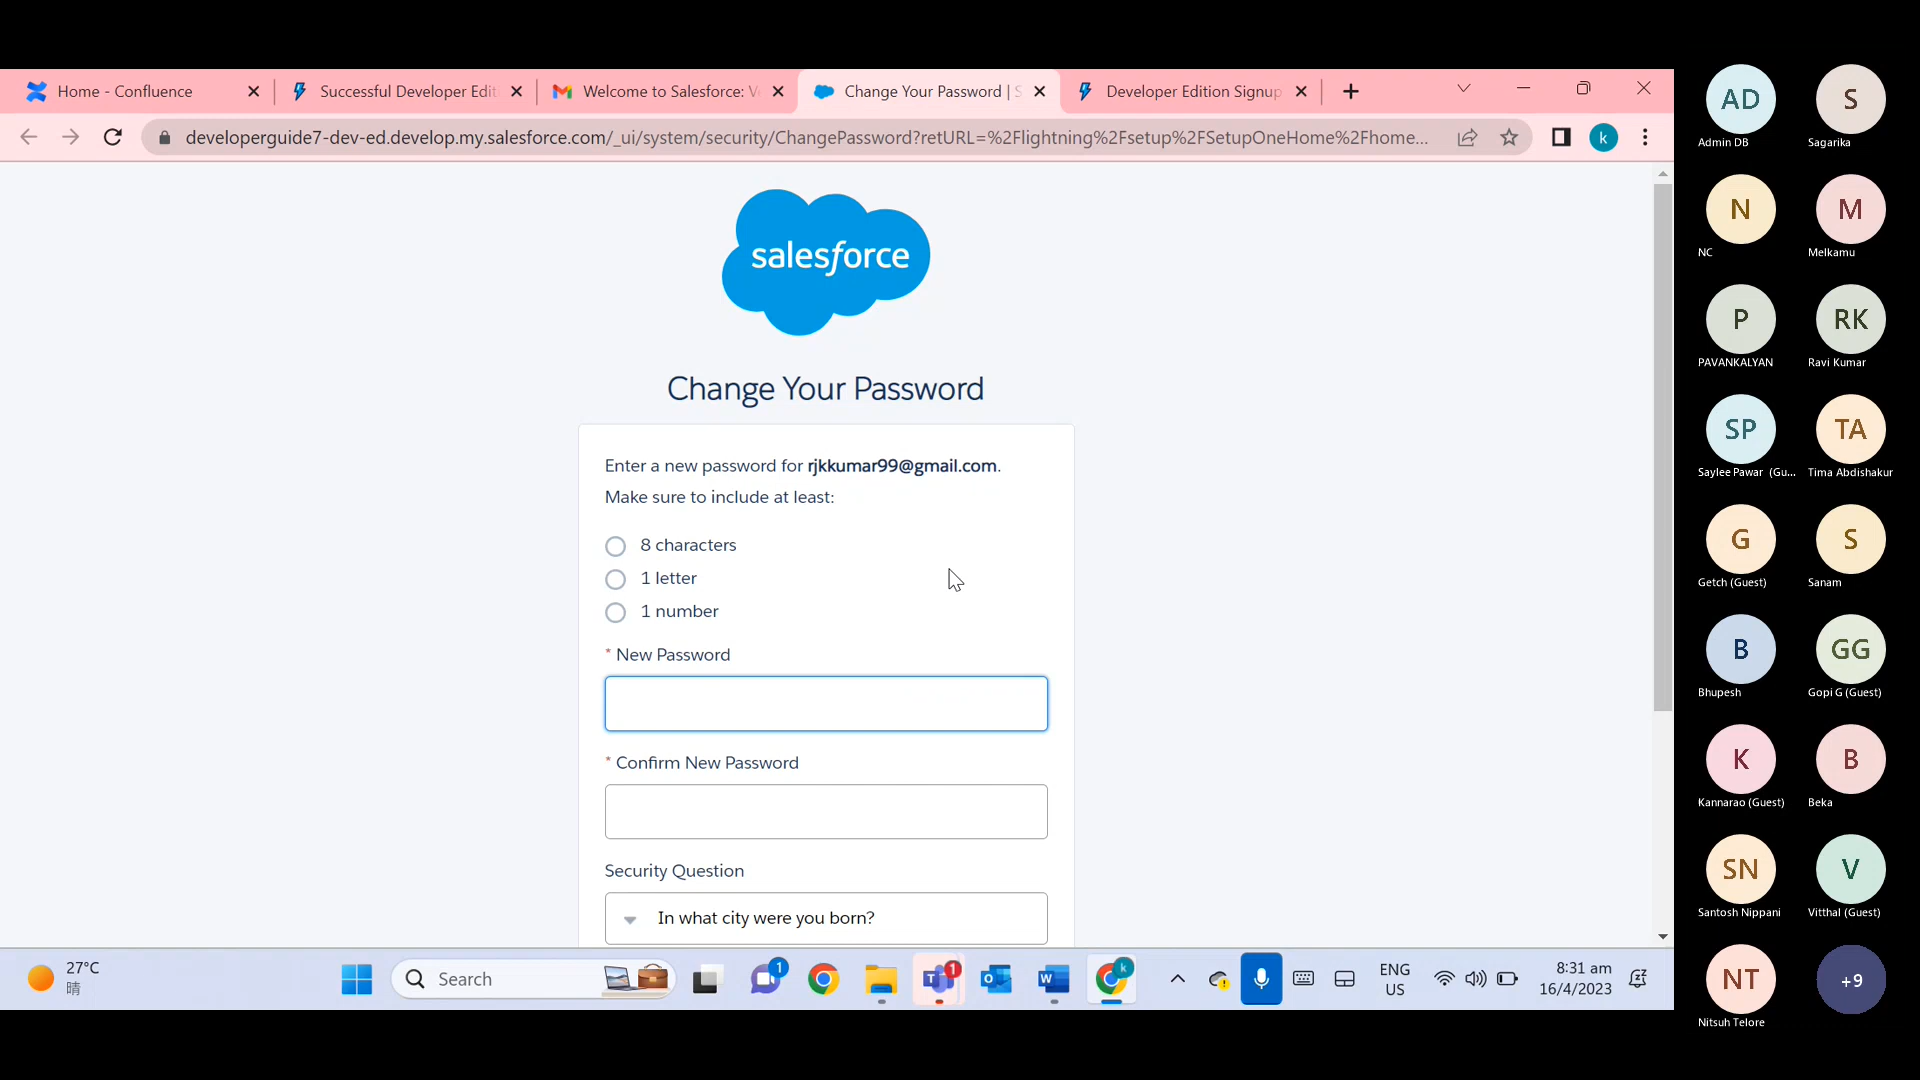 Home - Confluence
Successful Developer Edit
Welcome to Salesforce: V
Change Your Password | S
Developer Edition Signup
developerguide7-dev-ed.develop.my.salesforce.com/_ui/system/security/ChangePassword?retURL=%2Flightning%2Fsetup%2FSetupOneHome%2Fhome...
k
salesforce
Change Your Password
Enter a new password for rjkkumar99@gmail.com.
Make sure to include at least:
8 characters
1 letter
1 number
* New Password
* Confirm New Password
Security Question
In what city were you born?
27°C
晴
Search
1
1
k
ENG
US
8:31 am
16/4/2023
AD
Admin DB
S
Sagarika
N
NC
M
Melkamu
P
PAVANKALYAN
RK
Ravi Kumar
SP
Saylee Pawar (Gu...
TA
Tima Abdishakur
G
Getch (Guest)
S
Sanam
B
Bhupesh
GG
Gopi G (Guest)
K
Kannarao (Guest)
B
Beka
SN
Santosh Nippani
V
Vitthal (Guest)
NT
Nitsuh Telore
+9